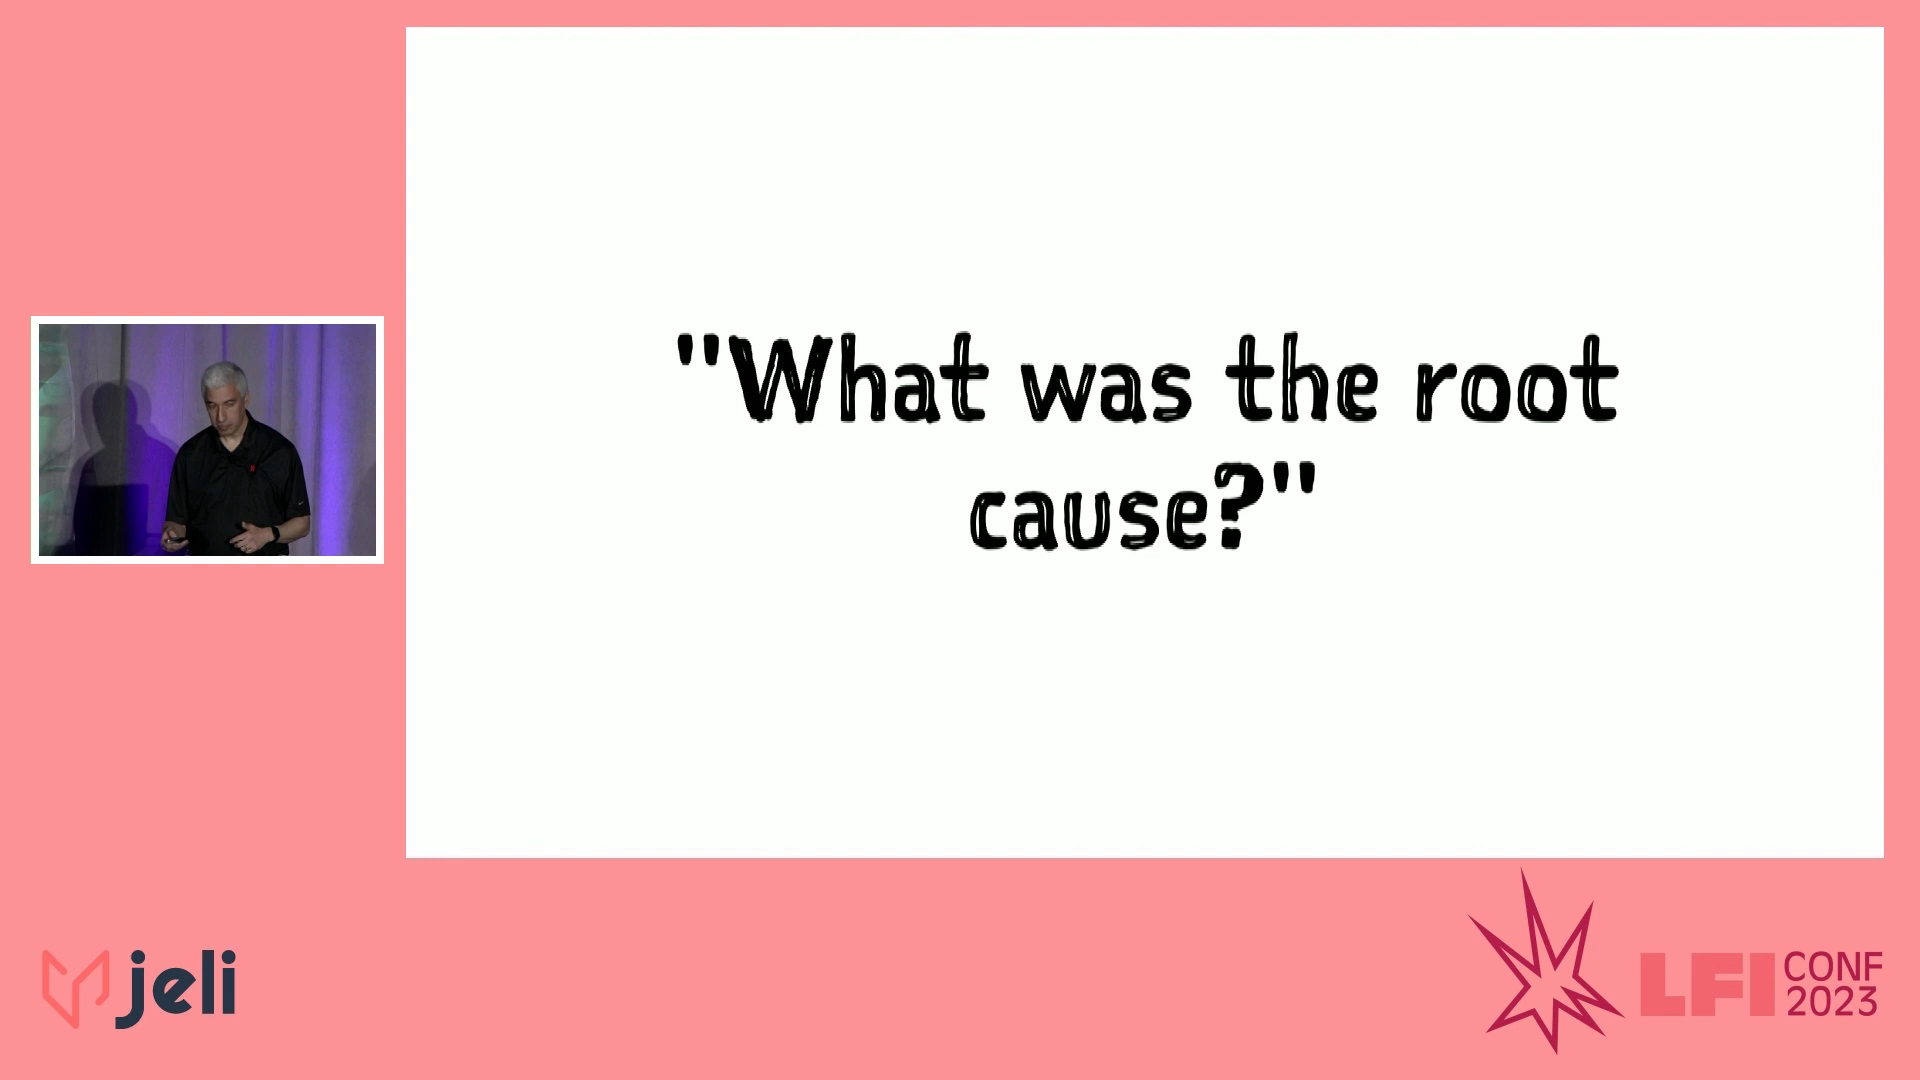 "What was the root
cause?"
jeli
LFI
CONF
2023